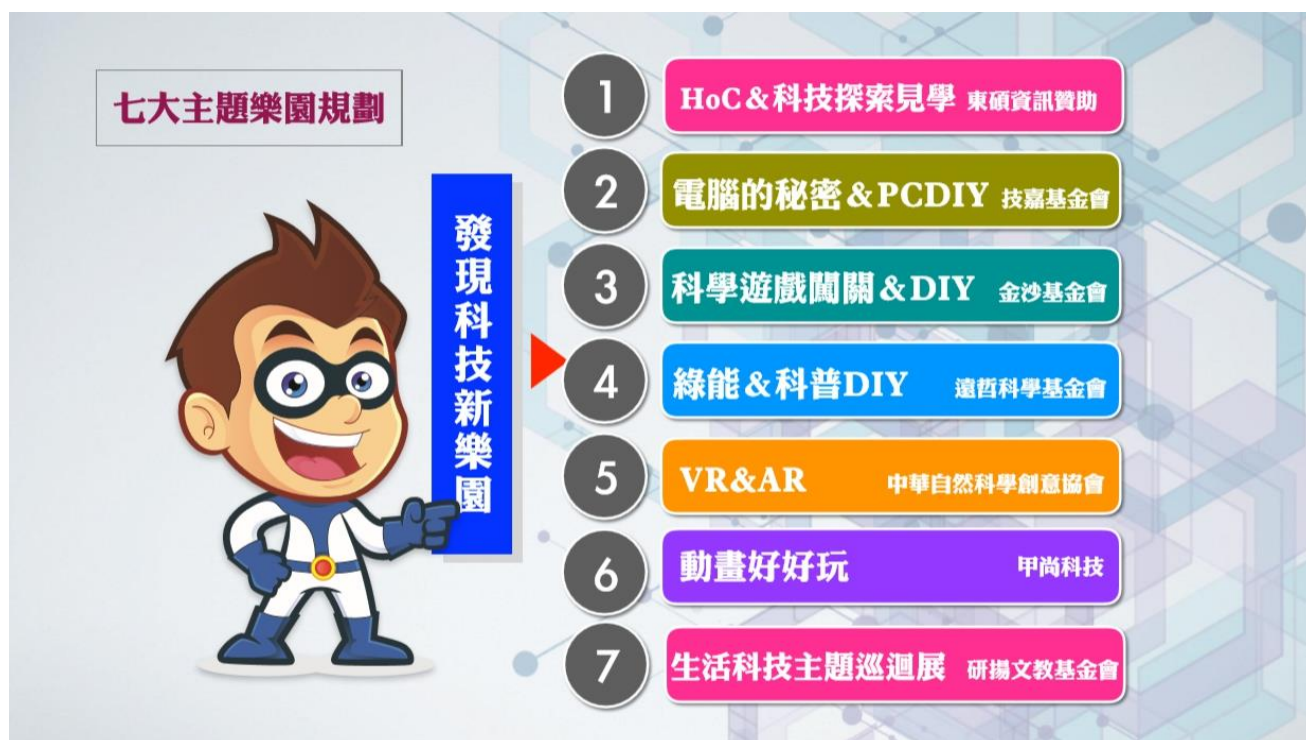 七大主題樂園規劃
發現科技新樂園
1
HoC&科技探索見學 東碩資訊贊助
2
電腦的秘密&PCDIY 技嘉基金會
3
科學遊戲闖關&DIY 金沙基金會
4
綠能&科普DIY 遠哲科學基金會
5
VR&AR 中華自然科學創意協會
6
動畫好好玩 甲尚科技
7
生活科技主題巡迴展 研揚文教基金會